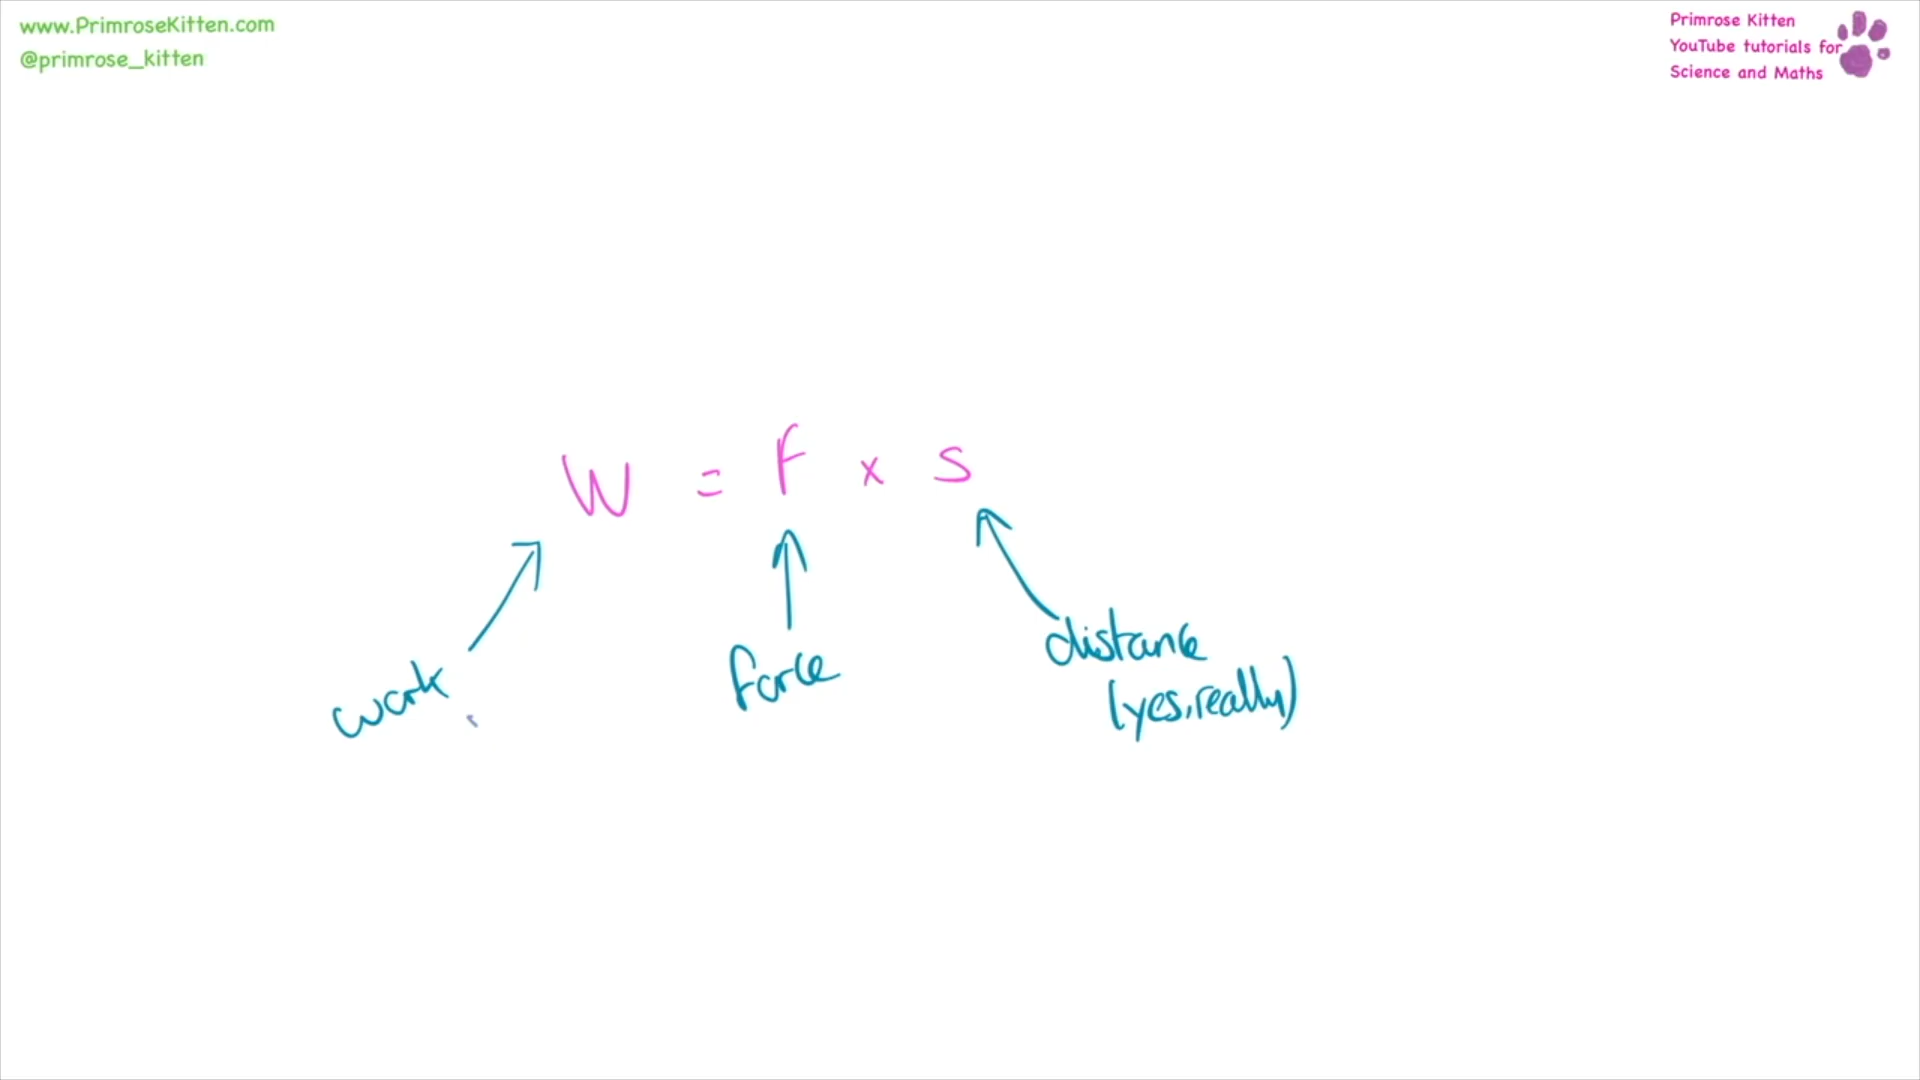 www.PrimroseKitten.com
@primrose_kitten
Primrose Kitten
YouTube tutorials for
Science and Maths
W = F x s
work
force
distance
(yes, really)